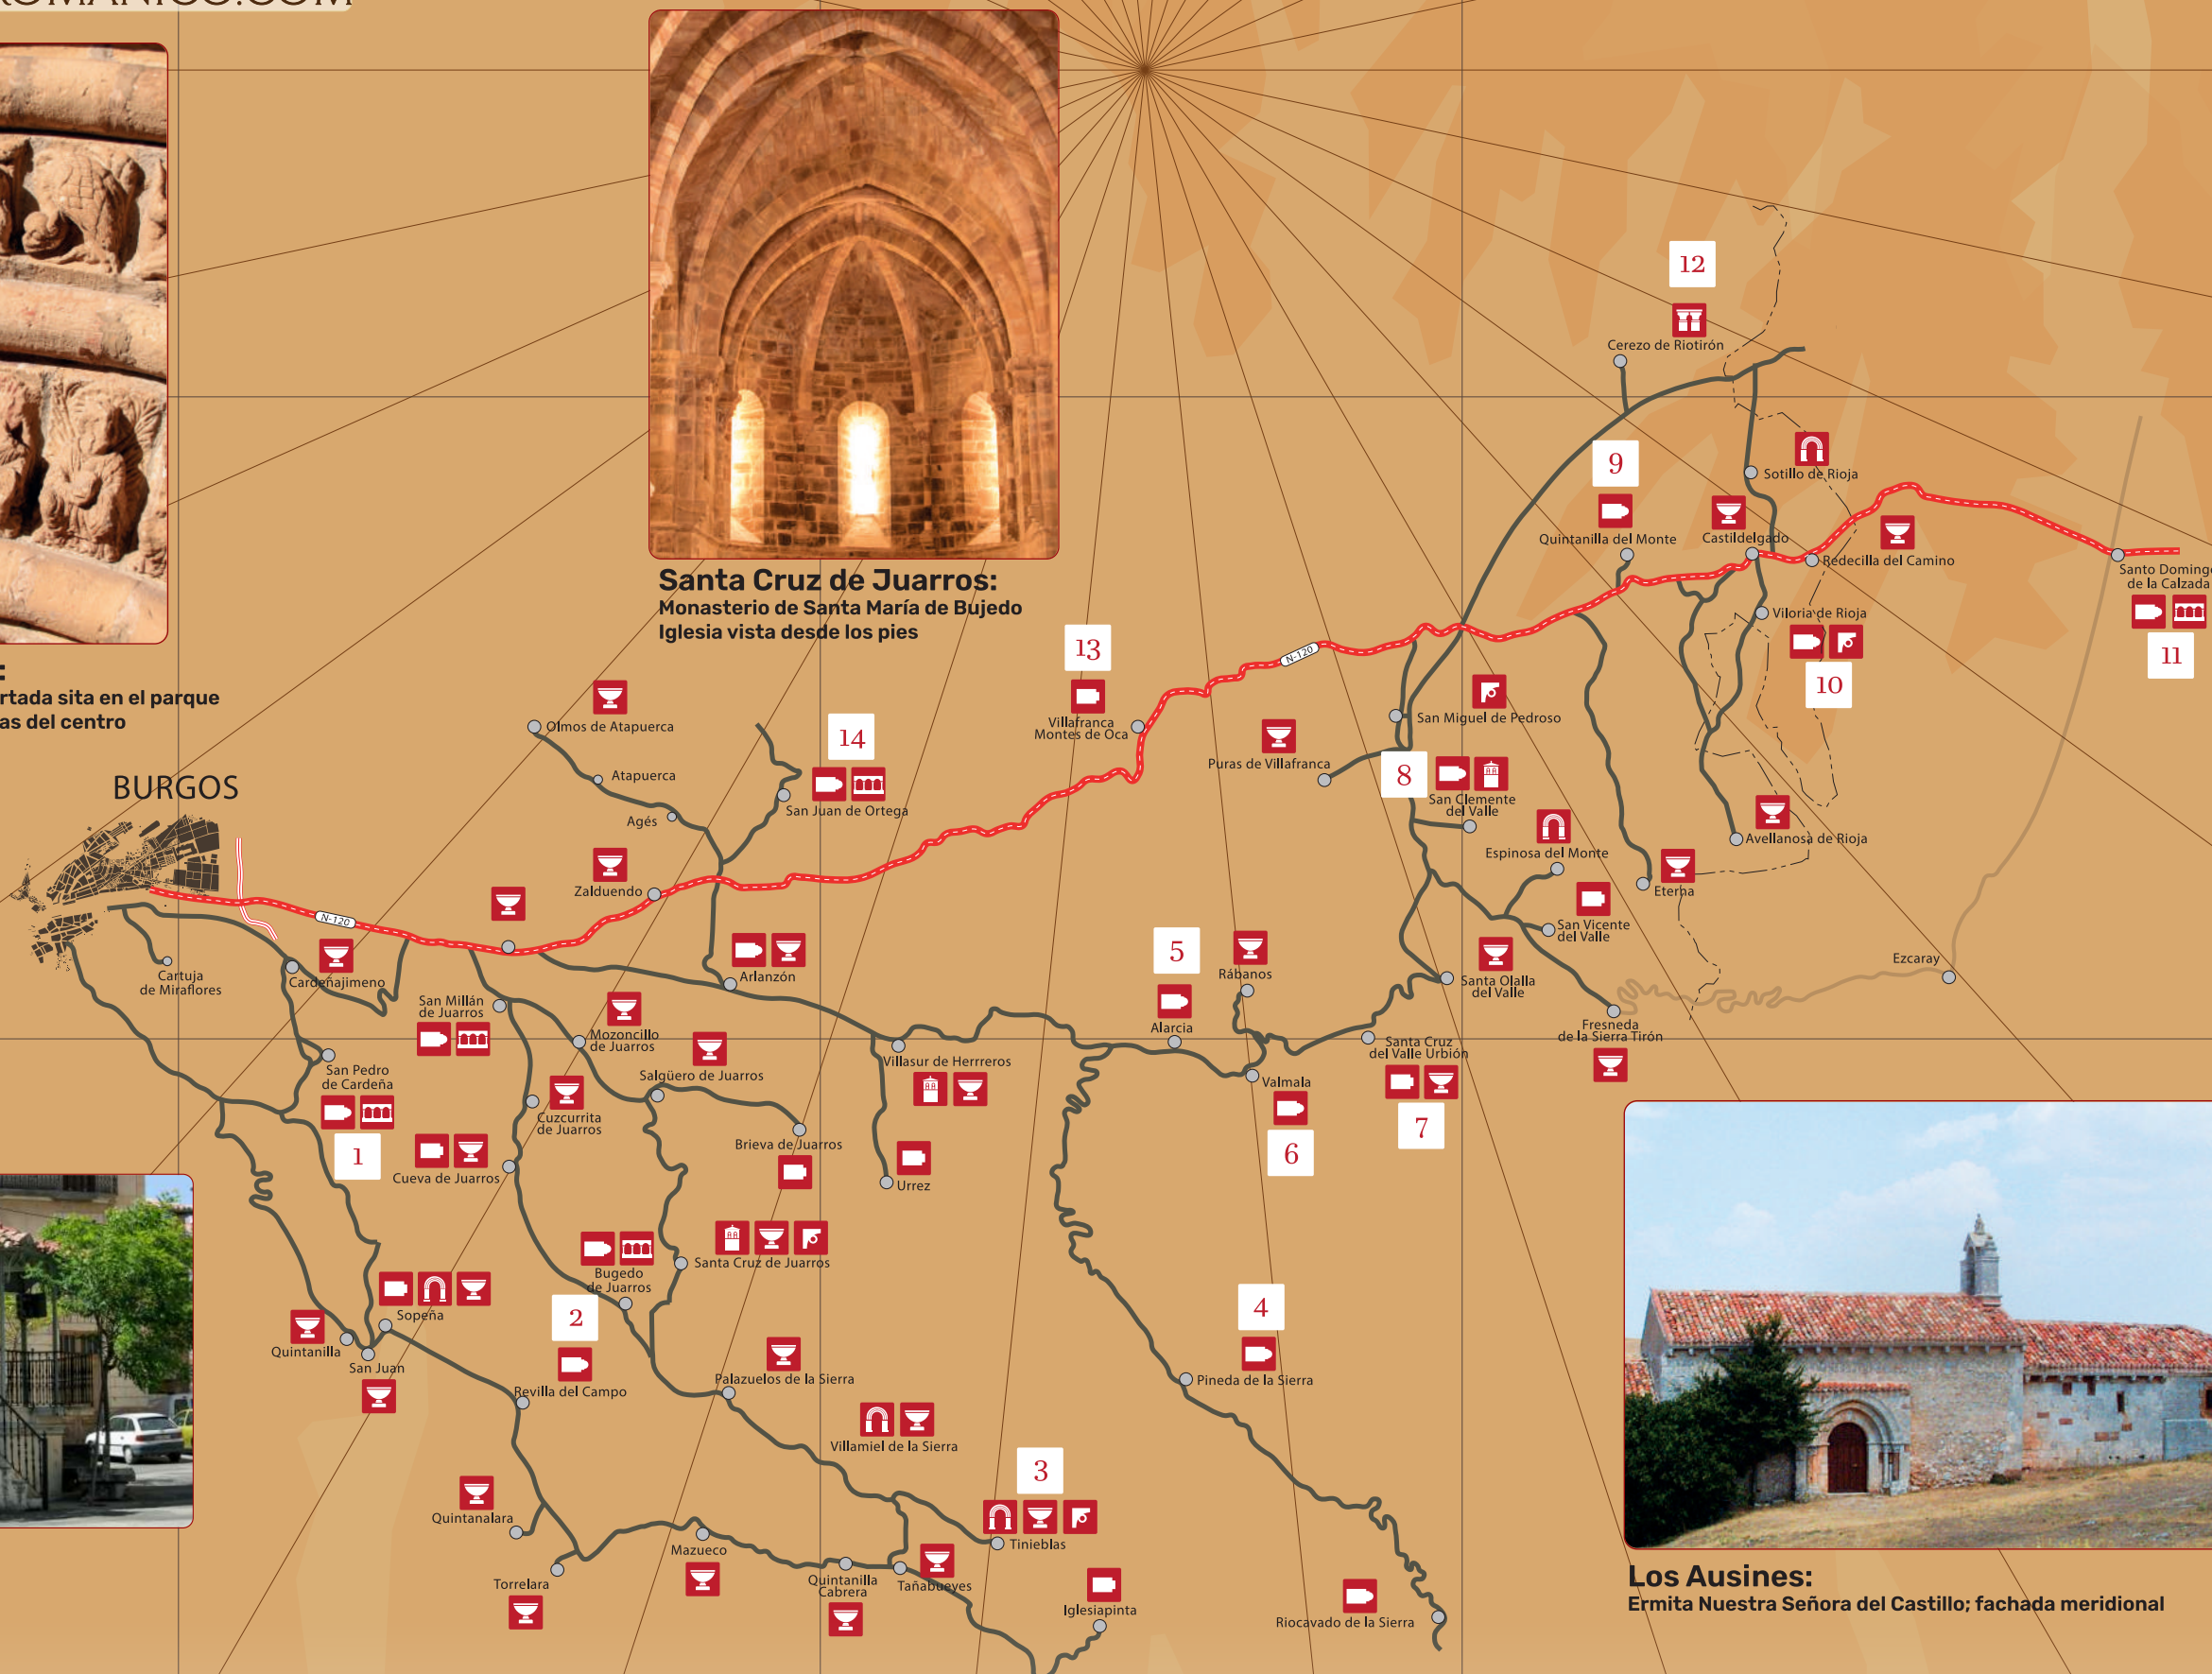 Santa Cruz de Juarros:
Monasterio de Santa María de Bujedo
Iglesia vista desde los pies
rtada sita en el parque
as del centro
12
Cerezo de Riotirón
9
Quintanilla del Monte
Sotillo de Rioja
Castildelgado
Redecilla del Camino
Santo Domingo
de la Calzada
11
Viloria de Rioja
10
13
Villafranca
Montes de Oca
N-120
San Miguel de Pedroso
Puras de Villafranca
8
San Clemente
del Valle
Espinosa del Monte
Avellanosa de Rioja
Eterna
San Vicente
del Valle
Santa Olalla
del Valle
Ezcaray
Fresneda
de la Sierra Tirón
Olmos de Atapuerca
Atapuerca
Agés
14
San Juan de Ortega
BURGOS
Zalduendo
N-120
Cartuja
de Miraflores
Cardeñajimeno
Arlanzón
5
Rábanos
Alarcia
San Millán
de Juarros
Mozoncillo
de Juarros
Salgüero de Juarros
Villasur de Herrreros
Santa Cruz
del Valle Urbión
7
Valmala
6
San Pedro
de Cardeña
1
Cuzcurrita
de Juarros
Brieva de Juarros
Cueva de Juarros
Urrez
Bugedo
de Juarros
Santa Cruz de Juarros
Sopeña
2
Quintanilla
San Juan
Revilla del Campo
Palazuelos de la Sierra
4
Pineda de la Sierra
Villamiel de la Sierra
3
Tinieblas
Quintanalara
Mazueco
Torrelara
Quintanilla
Cabrera
Tañabueyes
Iglesiapinta
Riocavado de la Sierra
Los Ausines:
Ermita Nuestra Señora del Castillo; fachada meridional